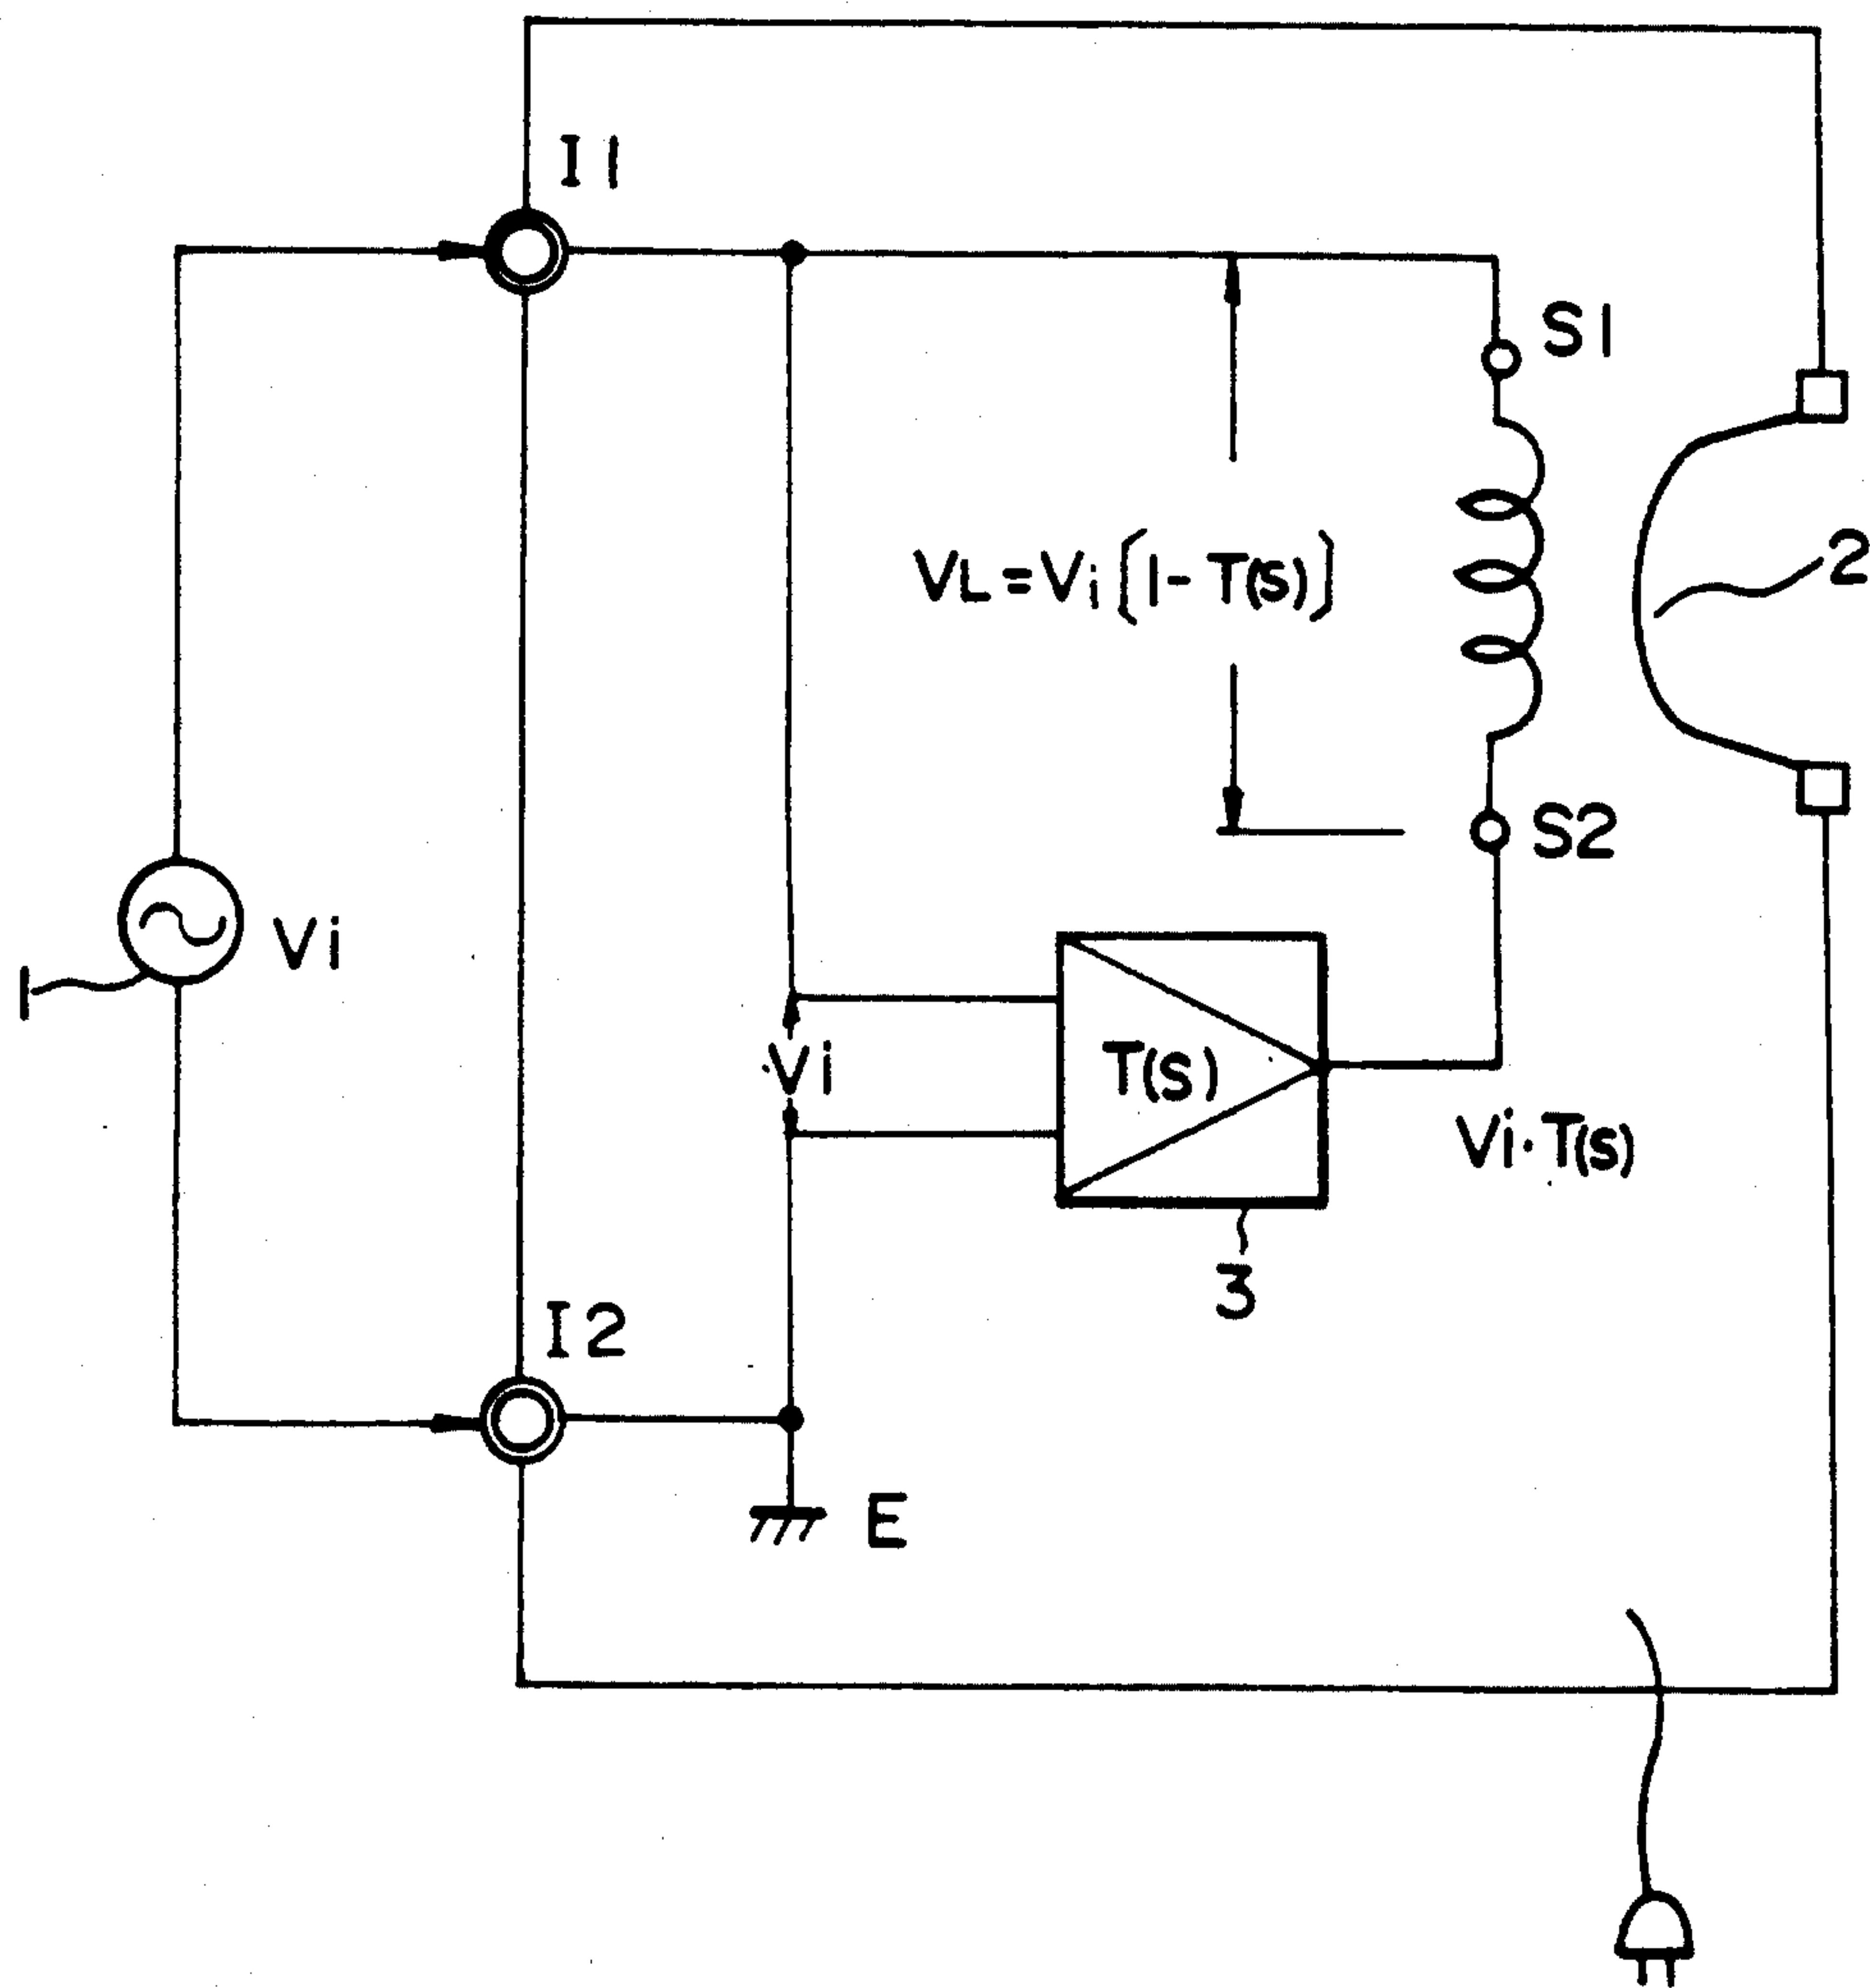 I1
S1
VL=Vi[1-T(S)]
2
S2
Vi
1
Vi
T(S)
Vi·T(S)
3
I2
E